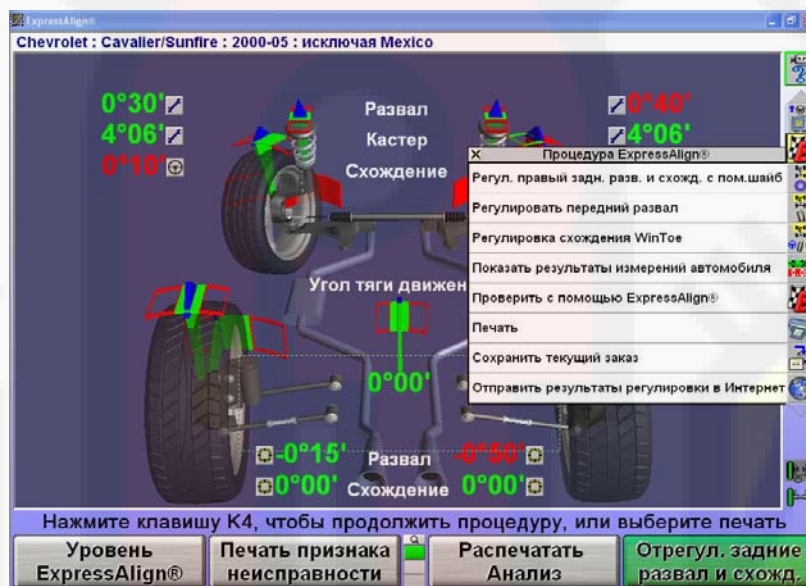 ExpressAlign®
Chevrolet : Cavalier/Sunfire : 2000-05 : исключая Mexico
0°30' Развал 0°40'
4°06' Кастер 4°06'
0°10' Схождение
Процедура ExpressAlign®
Регул. правый задн. разв. и схожд. с пом.шайб
Регулировать передний развал
Регулировка схождения WinToe
Показать результаты измерений автомобиля
Проверить с помощью ExpressAlign®
Печать
Сохранить текущий заказ
Отправить результаты регулировки в Интернет
Угол тяги движен
0°00'
-0°15' Развал -0°50'
0°00' Схождение 0°00'
Нажмите клавишу K4, чтобы продолжить процедуру, или выберите печать
Уровень
ExpressAlign®
Печать признака
неисправности
Распечатать
Анализ
Отрегул. задние
развал и схожд.